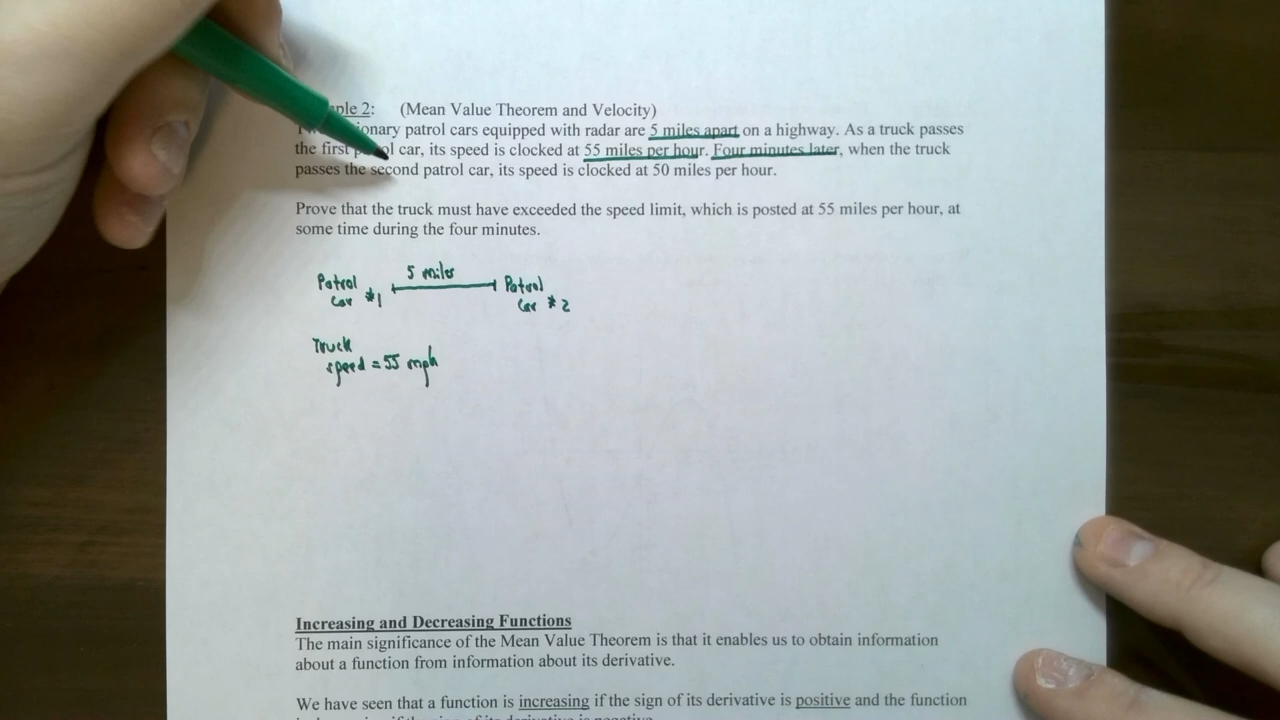 ple 2: (Mean Value Theorem and Velocity)
ionary patrol cars equipped with radar are 5 miles apart on a highway. As a truck passes
the first patrol car, its speed is clocked at 55 miles per hour. Four minutes later, when the truck
passes the second patrol car, its speed is clocked at 50 miles per hour.
Prove that the truck must have exceeded the speed limit, which is posted at 55 miles per hour, at
some time during the four minutes.
Patrol Car #1 5 miles Patrol Car #2
Truck
speed = 55 mph
Increasing and Decreasing Functions
The main significance of the Mean Value Theorem is that it enables us to obtain information
about a function from information about its derivative.
We have seen that a function is increasing if the sign of its derivative is positive and the function